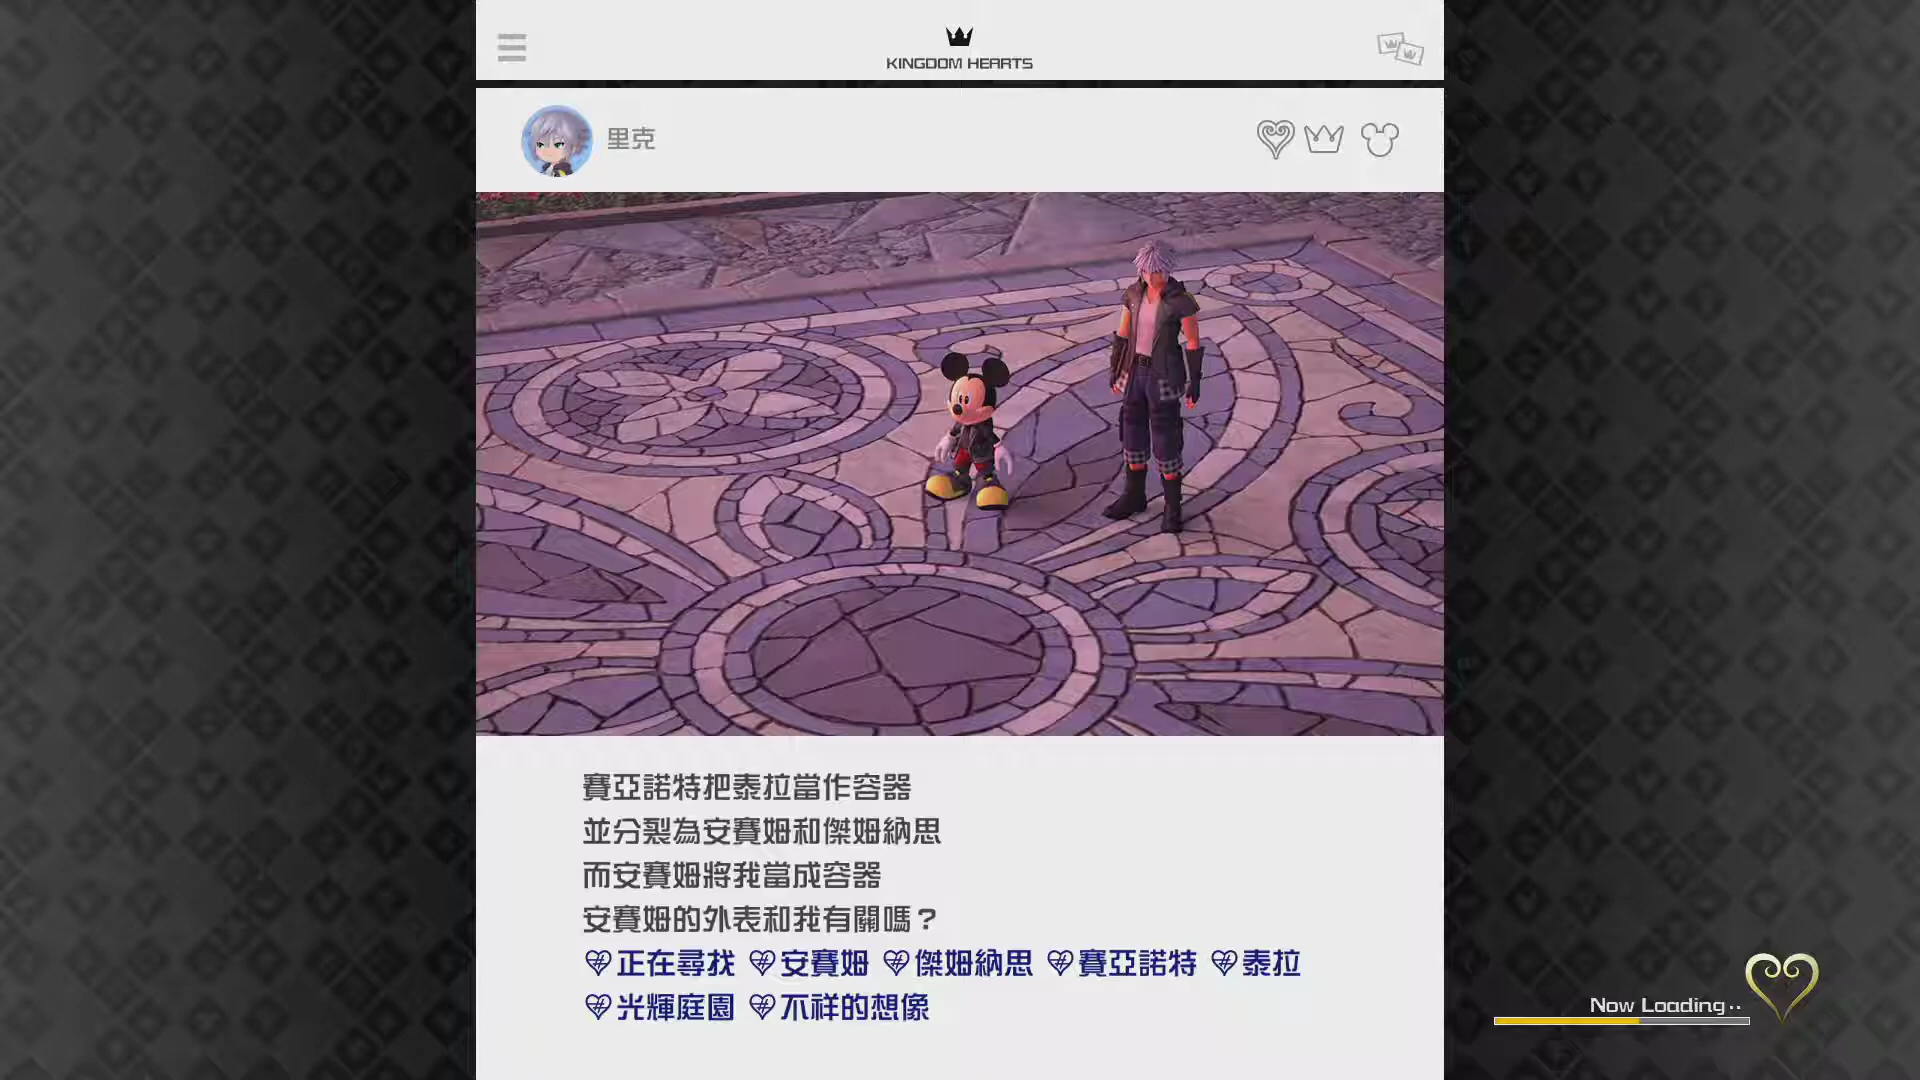 KINGDOM HEARTS
里克
賽亞諾特把泰拉當作容器
並分裂為安賽姆和傑姆納思
而安賽姆將我當成容器
安賽姆的外表和我有關嗎？
#正在尋找 #安賽姆 #傑姆納思 #賽亞諾特 #泰拉
#光輝庭園 #不祥的想像
Now Loading..